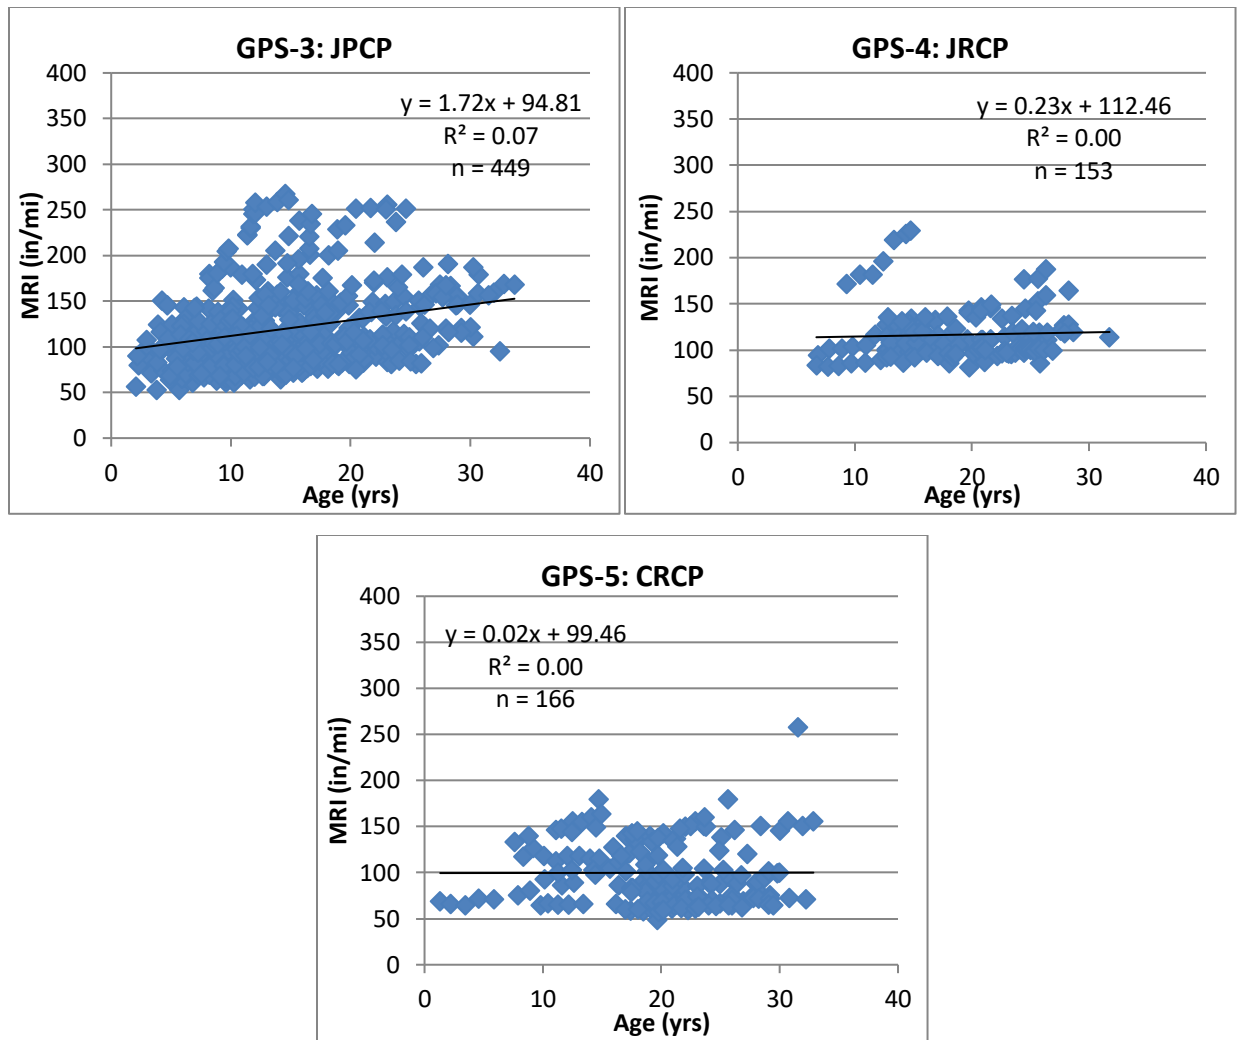 GPS-3: JPCP
y = 1.72x + 94.81
R² = 0.07
n = 449
MRI (in/mi)
400
350
300
250
200
150
100
50
0
0 10 20 30 40
Age (yrs)
GPS-4: JRCP
y = 0.23x + 112.46
R² = 0.00
n = 153
MRI (in/mi)
400
350
300
250
200
150
100
50
0
0 10 20 30 40
Age (yrs)
GPS-5: CRCP
y = 0.02x + 99.46
R² = 0.00
n = 166
MRI (in/mi)
400
350
300
250
200
150
100
50
0
0 10 20 30 40
Age (yrs)